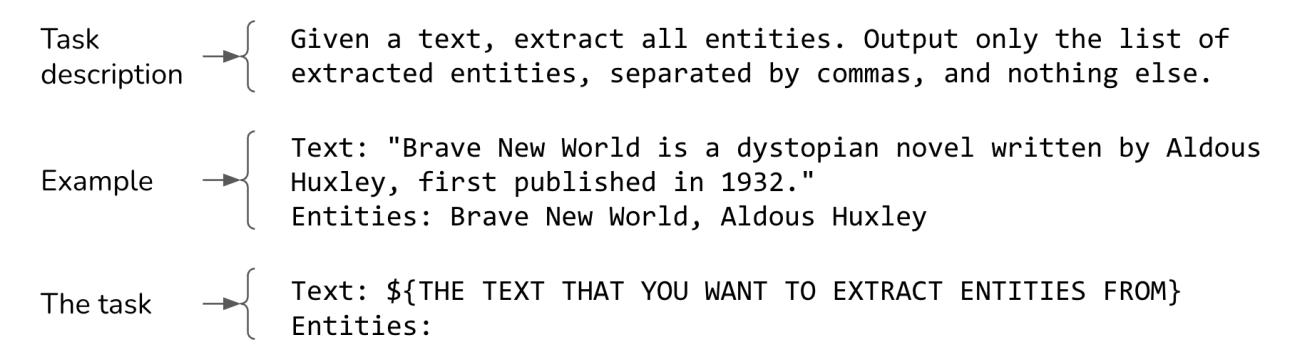 Task
description
Given a text, extract all entities. Output only the list of
extracted entities, separated by commas, and nothing else.
Example
Text: "Brave New World is a dystopian novel written by Aldous
Huxley, first published in 1932."
Entities: Brave New World, Aldous Huxley
The task
Text: ${THE TEXT THAT YOU WANT TO EXTRACT ENTITIES FROM}
Entities: